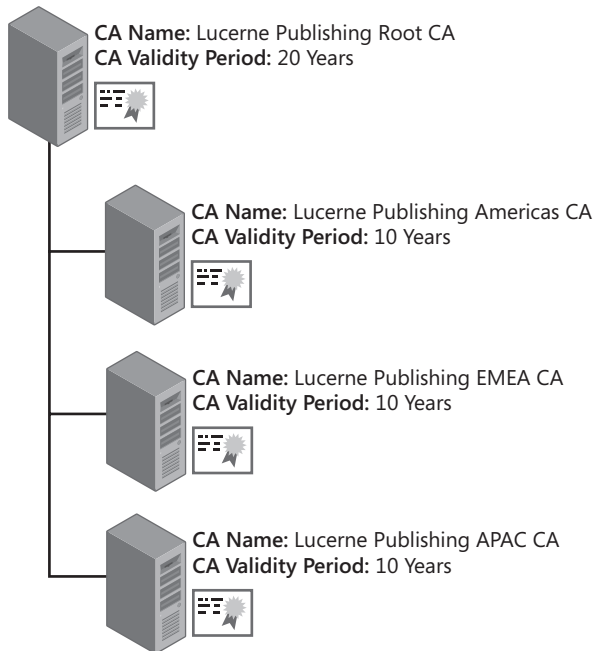 CA Name: Lucerne Publishing Root CA
CA Validity Period: 20 Years
CA Name: Lucerne Publishing Americas CA
CA Validity Period: 10 Years
CA Name: Lucerne Publishing EMEA CA
CA Validity Period: 10 Years
CA Name: Lucerne Publishing APAC CA
CA Validity Period: 10 Years